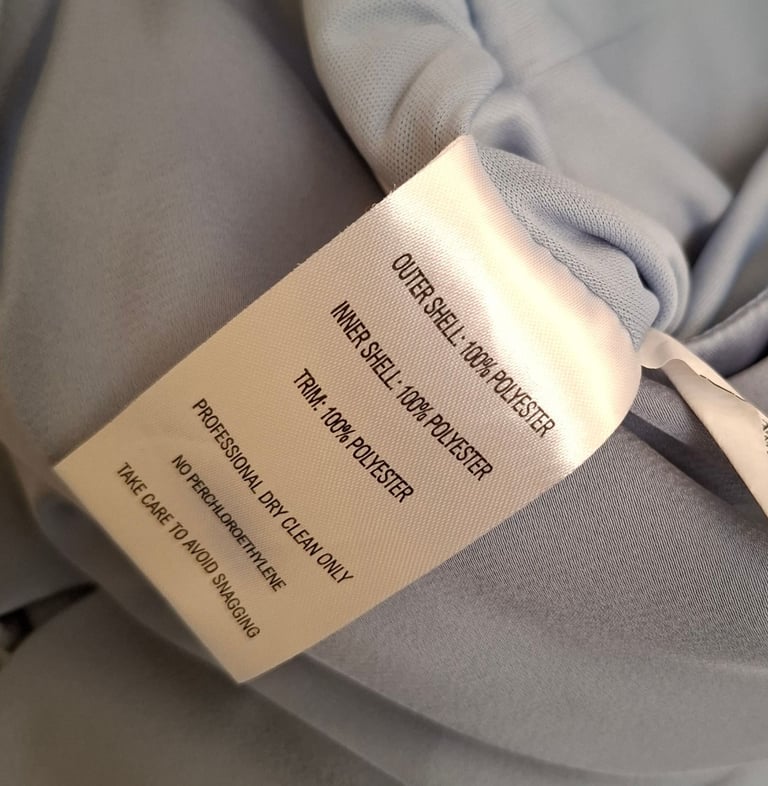 OUTER SHELL: 100% POLYESTER
INNER SHELL: 100% POLYESTER
TRIM: 100% POLYESTER
PROFESSIONAL DRY CLEAN ONLY
NO PERCHLOROETHYLENE
TAKE CARE TO AVOID SNAGGING